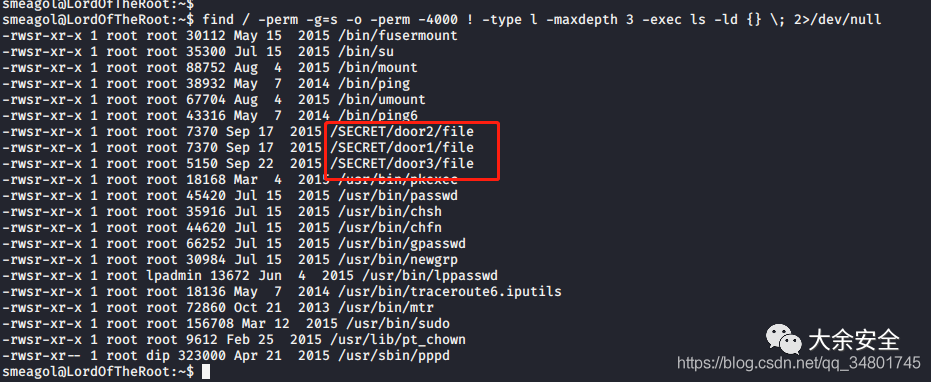 smeagol@LordOfTheRoot:~$
smeagol@LordOfTheRoot:~$ find / -perm -g=s -o -perm -4000 ! -type l -maxdepth 3 -exec ls -ld {} \; 2>/dev/null
-rwsr-xr-x 1 root root 30112 May 15  2015 /bin/fusermount
-rwsr-xr-x 1 root root 35300 Jul 15  2015 /bin/su
-rwsr-xr-x 1 root root 88752 Aug  4  2015 /bin/mount
-rwsr-xr-x 1 root root 38932 May  7  2014 /bin/ping
-rwsr-xr-x 1 root root 67704 Aug  4  2015 /bin/umount
-rwsr-xr-x 1 root root 43316 May  7  2014 /bin/ping6
-rwsr-xr-x 1 root root 7370 Sep 17  2015 /SECRET/door2/file
-rwsr-xr-x 1 root root 7370 Sep 17  2015 /SECRET/door1/file
-rwsr-xr-x 1 root root 5150 Sep 22  2015 /SECRET/door3/file
-rwsr-xr-x 1 root root 18168 Mar  4  2015 /usr/bin/pkexec
-rwsr-xr-x 1 root root 45420 Jul 15  2015 /usr/bin/passwd
-rwsr-xr-x 1 root root 35916 Jul 15  2015 /usr/bin/chsh
-rwsr-xr-x 1 root root 44620 Jul 15  2015 /usr/bin/chfn
-rwsr-xr-x 1 root root 66252 Jul 15  2015 /usr/bin/gpasswd
-rwsr-xr-x 1 root root 30984 Jul 15  2015 /usr/bin/newgrp
-rwsr-xr-x 1 root lpadmin 13672 Jun  4  2015 /usr/bin/lppasswd
-rwsr-xr-x 1 root root 18136 May  7  2014 /usr/bin/traceroute6.iputils
-rwsr-xr-x 1 root root 72860 Oct 21  2013 /usr/bin/mtr
-rwsr-xr-x 1 root root 156708 Mar 12  2015 /usr/bin/sudo
-rwsr-xr-x 1 root root 9612 Feb 25  2015 /usr/lib/pt_chown
-rwsr-xr-- 1 root dip 323000 Apr 21  2015 /usr/sbin/pppd
smeagol@LordOfTheRoot:~$
大余安全
https://blog.csdn.net/qq_34801745